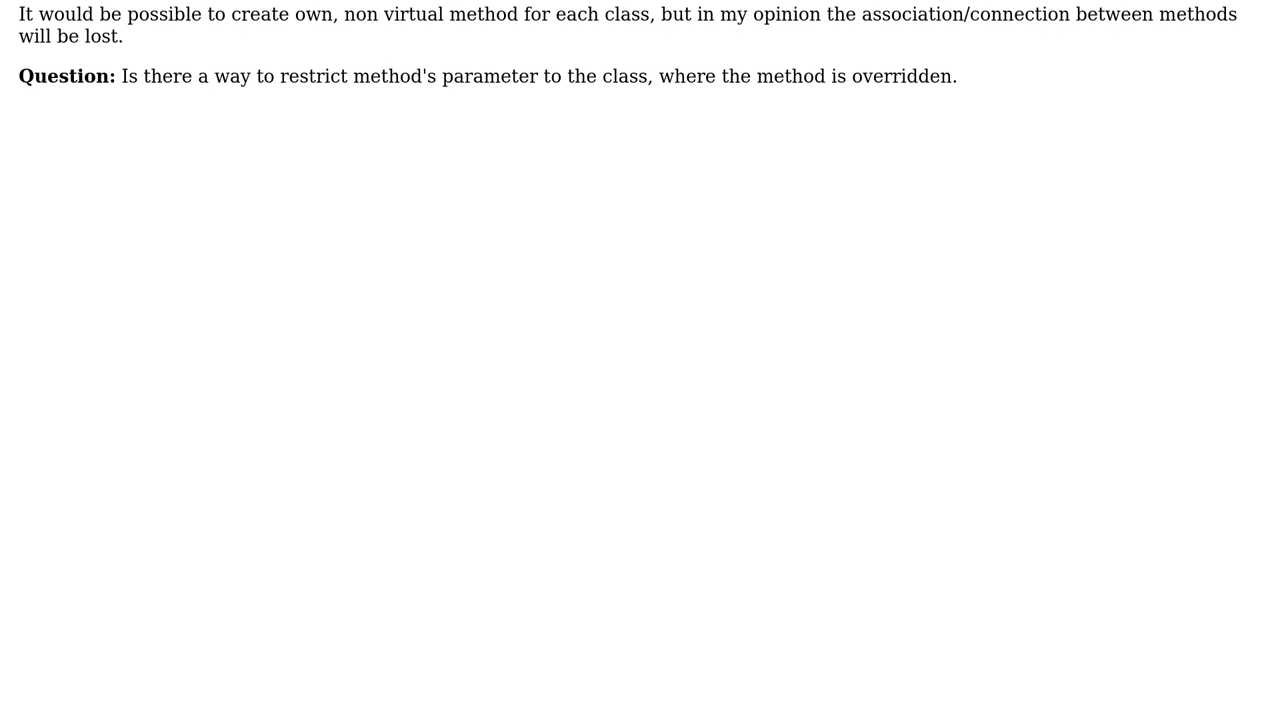 It would be possible to create own, non virtual method for each class, but in my opinion the association/connection between methods
will be lost.
Question: Is there a way to restrict method's parameter to the class, where the method is overridden.